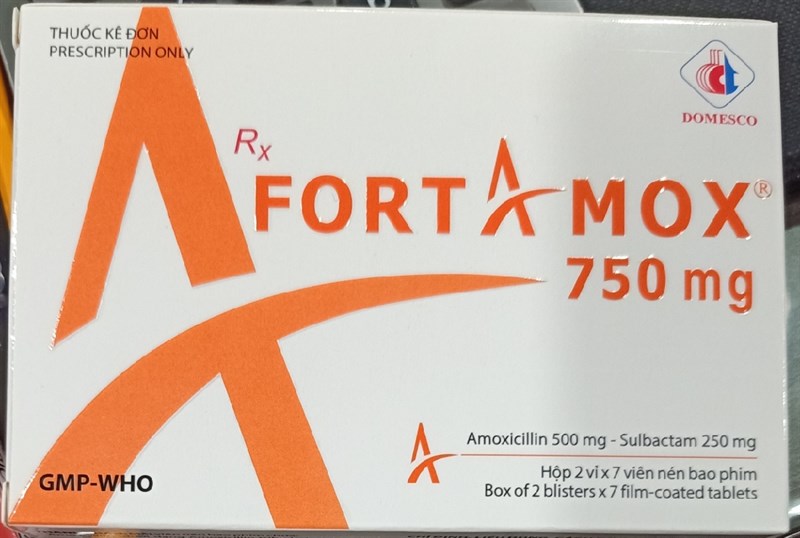 THUỐC KÊ ĐƠN
PRESCRIPTION ONLY
DOMESCO
Rx
FORTAMOX®
750 mg
Amoxicillin 500 mg - Sulbactam 250 mg
Hộp 2 vỉ x 7 viên nén bao phim
Box of 2 blisters x 7 film-coated tablets
GMP-WHO